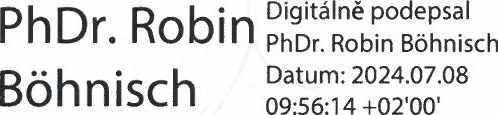 PhDr. Robin
Böhnisch
Digitálně podepsal
PhDr. Robin Böhnisch
Datum: 2024.07.08
09:56:14 +02'00'